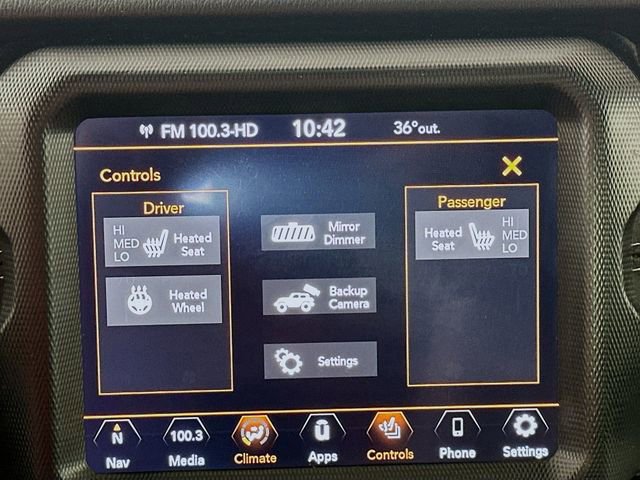 FM 100.3-HD 10:42 36°out.
Controls
Driver
HI
MED
LO
Heated
Seat
Heated
Wheel
Mirror
Dimmer
Backup
Camera
Settings
Passenger
Heated
Seat
HI
MED
LO
N
Nav
100.3
Media
Climate
Apps
Controls
Phone
Settings